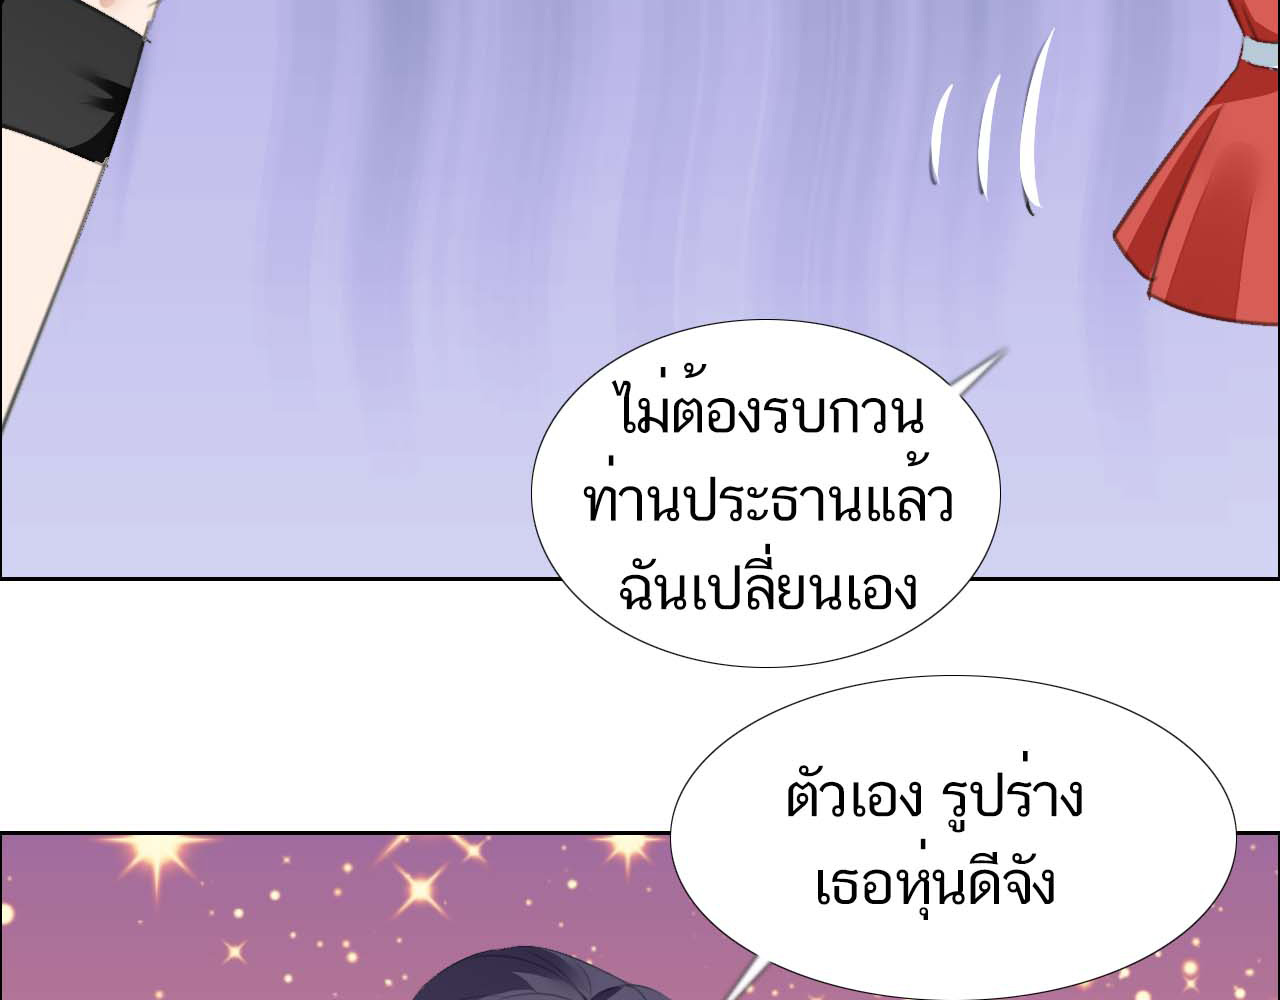 ไม่ต้องรบกวน
ท่านประธานแล้ว
ฉันเปลี่ยนเอง
ตัวเอง รูปร่าง
เธอหุ่นดีจัง